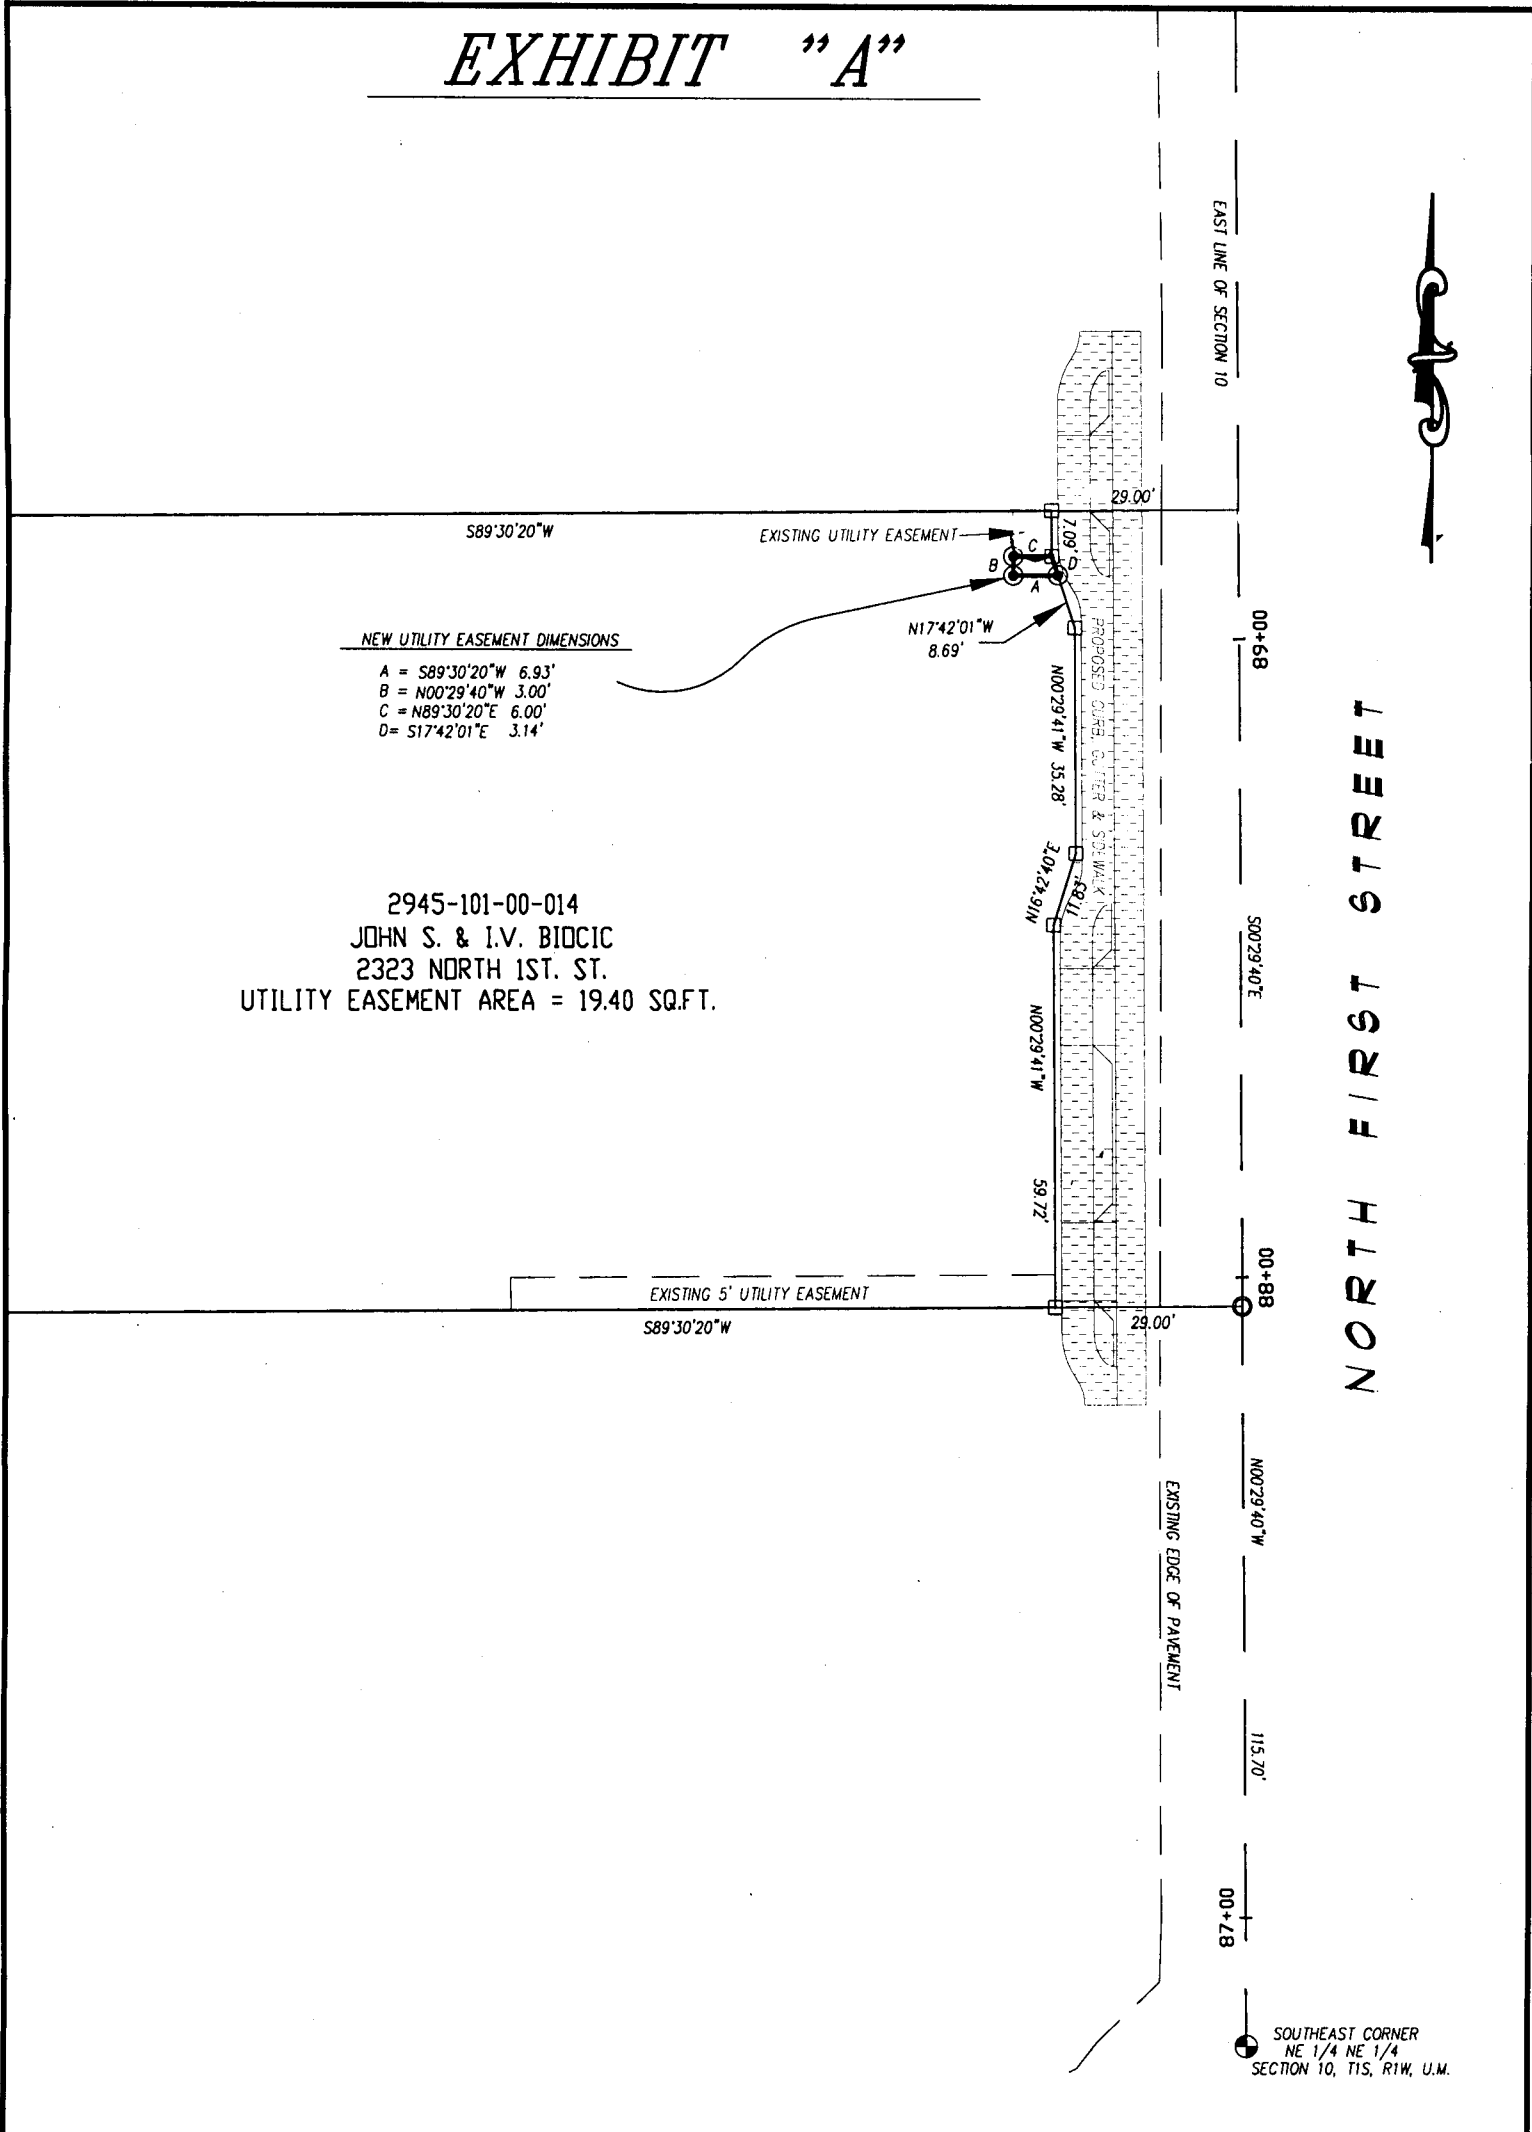 EXHIBIT "A"
EAST LINE OF SECTION 10
29.00'
S89°30'20"W
EXISTING UTILITY EASEMENT
7.09'
C
B
D
A
N17°42'01"W
8.69'
NEW UTILITY EASEMENT DIMENSIONS
A = S89°30'20"W 6.93'
B = N00°29'40"W 3.00'
C = N89°30'20"E 6.00'
D= S17°42'01"E 3.14'
89+00
PROPOSED CURB, GUTTER & SIDEWALK
N00°29'41"W 35.28'
NORTH FIRST STREET
N16°42'40"E
11.83'
2945-101-00-014
JOHN S. & I.V. BIOCIC
2323 NORTH 1ST. ST.
UTILITY EASEMENT AREA = 19.40 SQ.FT.
S00°29'40"E
N00°29'41"W 59.72'
88+00
EXISTING 5' UTILITY EASEMENT
S89°30'20"W
29.00'
N00°29'40"W 115.70'
EXISTING EDGE OF PAVEMENT
87+00
SOUTHEAST CORNER
NE 1/4 NE 1/4
SECTION 10, T1S, R1W, U.M.